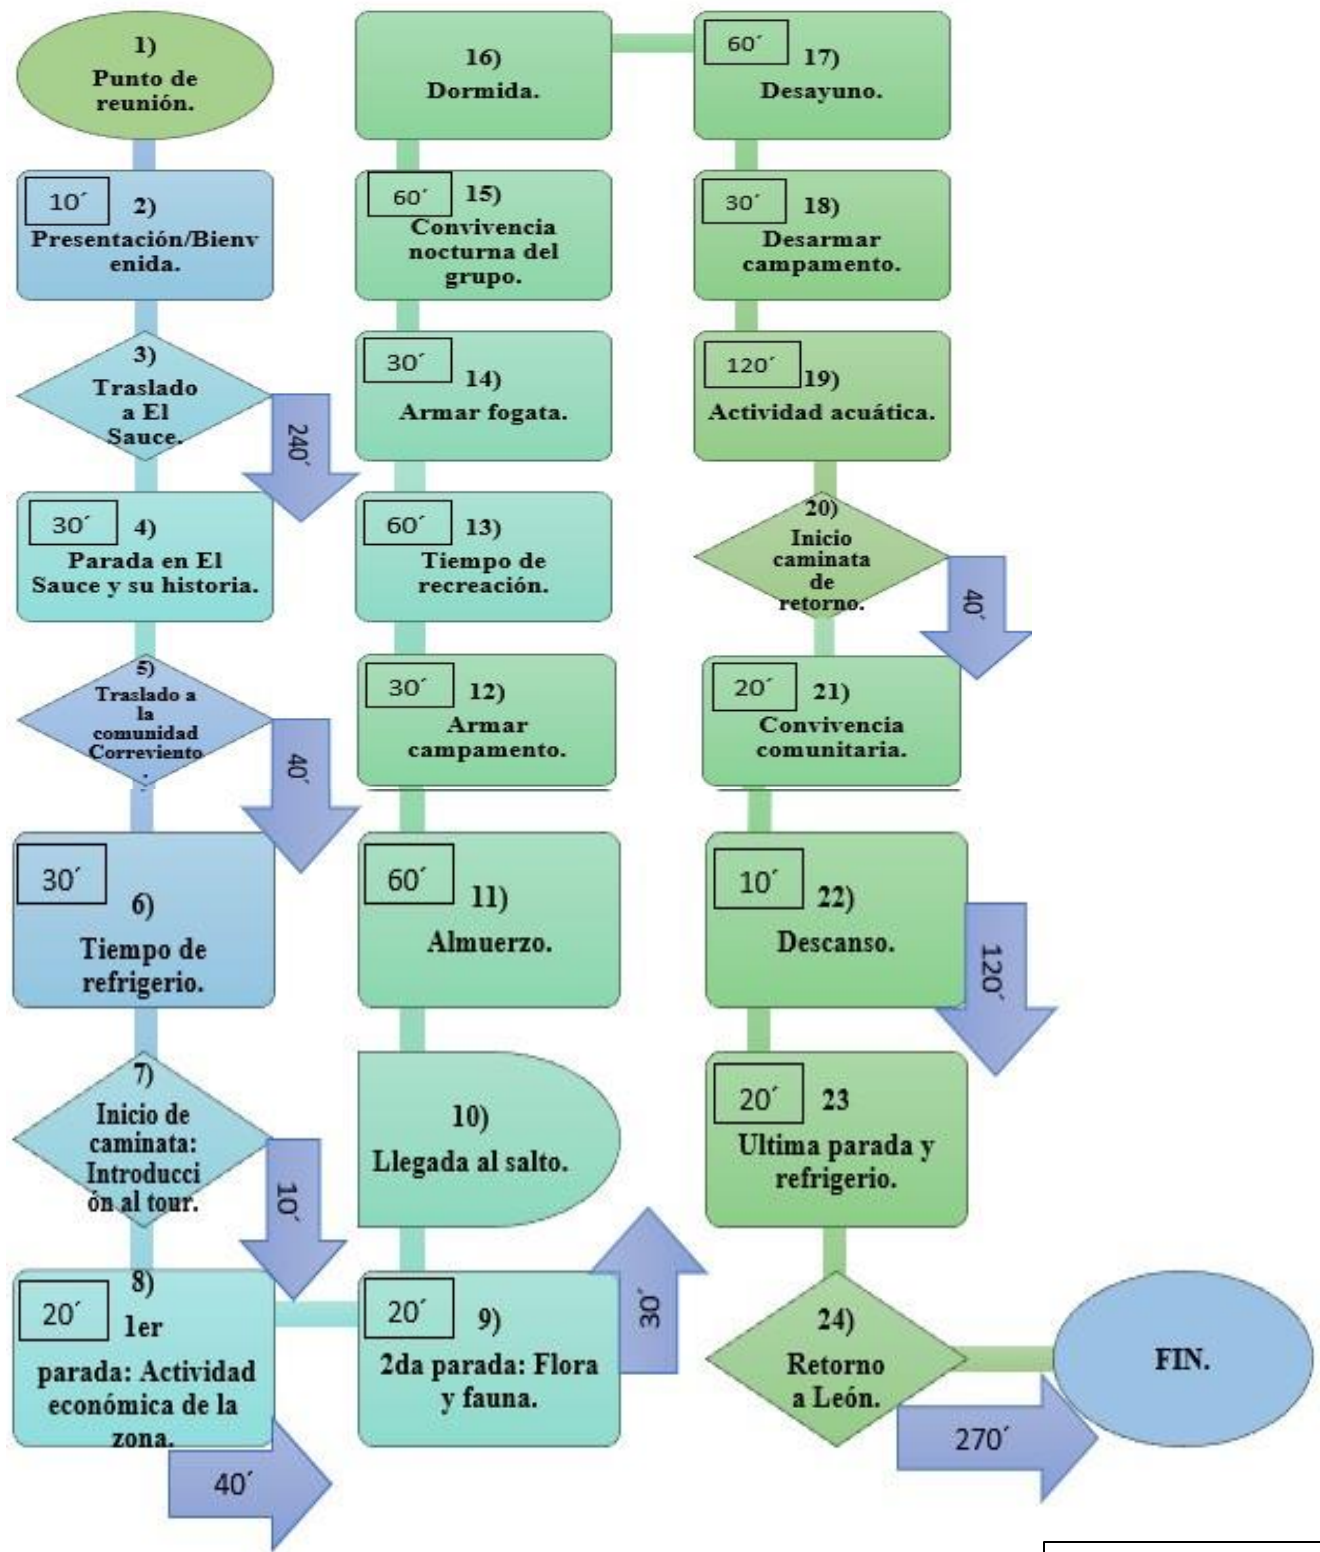 1)
Punto de
reunión.
10´
2)
Presentación/Bienv
enida.
3)
Traslado
a El
Sauce.
240´
30´
4)
Parada en El
Sauce y su historia.
5)
Traslado a
la
comunidad
Correviento
.
40´
30´
6)
Tiempo de
refrigerio.
7)
Inicio de
caminata:
Introducci
ón al tour.
10´
20´
8)
1er
parada: Actividad
económica de la
zona.
40´
20´
9)
2da parada: Flora
y fauna.
30´
10)
Llegada al salto.
60´
11)
Almuerzo.
30´
12)
Armar
campamento.
60´
13)
Tiempo de
recreación.
30´
14)
Armar fogata.
60´
15)
Convivencia
nocturna del
grupo.
16)
Dormida.
60´
17)
Desayuno.
30´
18)
Desarmar
campamento.
120´
19)
Actividad acuática.
20)
Inicio
caminata
de
retorno.
40´
20´
21)
Convivencia
comunitaria.
10´
22)
Descanso.
120´
20´
23
Ultima parada y
refrigerio.
24)
Retorno
a León.
270´
FIN.